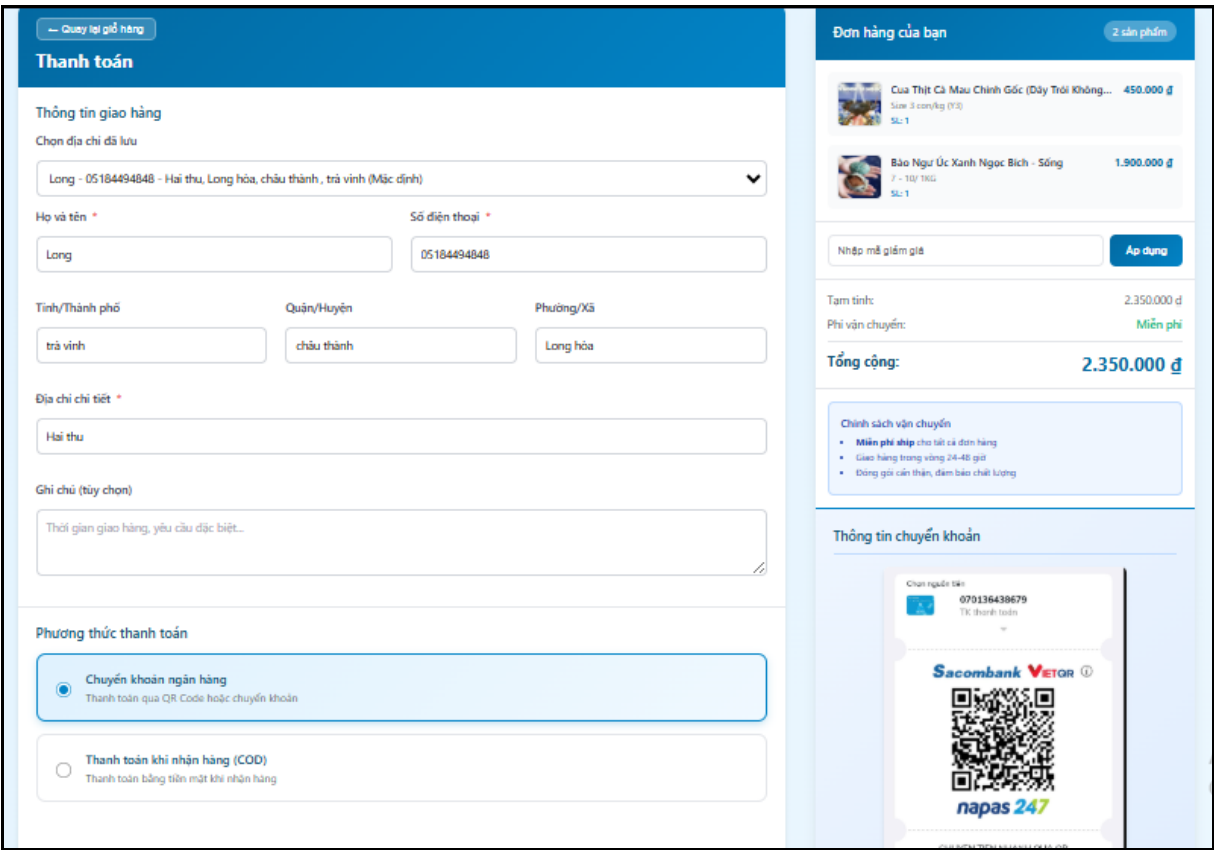 ← Quay lại giỏ hàng
Thanh toán
Thông tin giao hàng
Chọn địa chỉ đã lưu
Long - 05184494848 - Hai thu, Long hòa, châu thành , trà vinh (Mặc định)
Họ và tên *
Số điện thoại *
Long
05184494848
Tỉnh/Thành phố
Quận/Huyện
Phường/Xã
trà vinh
châu thành
Long hòa
Địa chỉ chi tiết *
Hai thu
Ghi chú (tùy chọn)
Thời gian giao hàng, yêu cầu đặc biệt...
Phương thức thanh toán
Chuyển khoản ngân hàng
Thanh toán qua QR Code hoặc chuyển khoản
Thanh toán khi nhận hàng (COD)
Thanh toán bằng tiền mặt khi nhận hàng
Đơn hàng của bạn
2 sản phẩm
Cua Thịt Cà Mau Chính Gốc (Dây Trói Không... 450.000 ₫
Size 3 con/kg (Y3)
SL: 1
Bào Ngư Úc Xanh Ngọc Bích - Sống 1.900.000 ₫
7 - 10/ 1KG
SL: 1
Nhập mã giảm giá
Áp dụng
Tạm tính: 2.350.000 ₫
Phí vận chuyển: Miễn phí
Tổng cộng: 2.350.000 ₫
Chính sách vận chuyển
• Miễn phí ship cho tất cả đơn hàng
• Giao hàng trong vòng 24-48 giờ
• Đóng gói cẩn thận, đảm bảo chất lượng
Thông tin chuyển khoản
Chọn nguồn tiền
070136438679
TK thanh toán
Sacombank VIETQR
napas 247
CHUYỂN TIỀN NHANH QUA QR